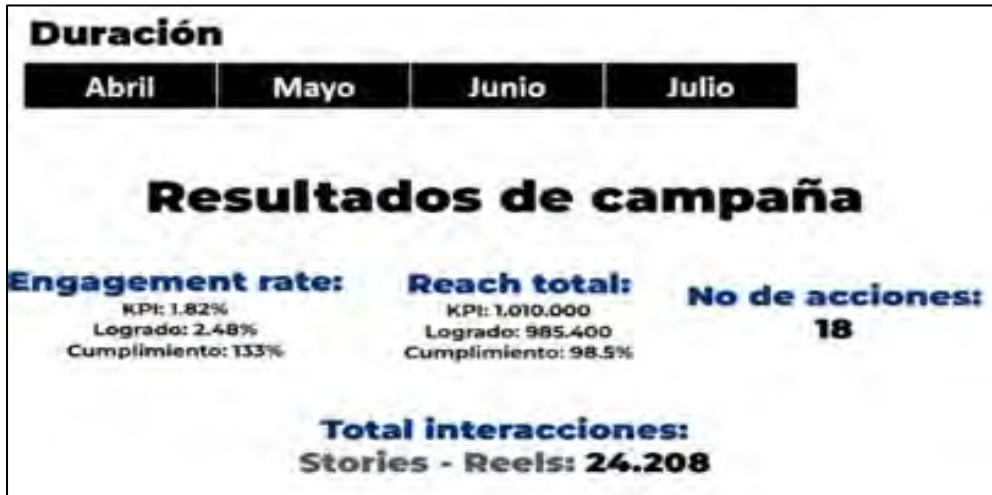 Duración
Abril Mayo Junio Julio
Resultados de campaña
Engagement rate:
KPI: 1.82%
Logrado: 2.48%
Cumplimiento: 133%
Reach total:
KPI: 1.010.000
Logrado: 985.400
Cumplimiento: 98.5%
No de acciones:
18
Total interacciones:
Stories - Reels: 24.208